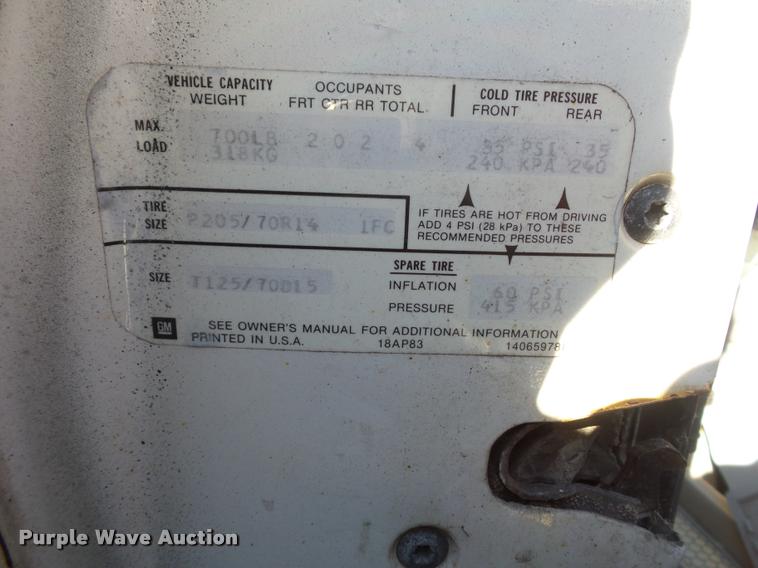 VEHICLE CAPACITY WEIGHT
OCCUPANTS
FRT CTR RR TOTAL
COLD TIRE PRESSURE
FRONT REAR
MAX. LOAD
700LB 2 0 2 4 35 PSI 35
318KG 240 KPA 240
TIRE SIZE P205/70R14 1FC
IF TIRES ARE HOT FROM DRIVING
ADD 4 PSI (28 kPa) TO THESE
RECOMMENDED PRESSURES
SPARE TIRE
SIZE T125/70D15
INFLATION PRESSURE
60 PSI
415 KPA
GM
SEE OWNER'S MANUAL FOR ADDITIONAL INFORMATION
PRINTED IN U.S.A. 18AP83 14065978
Purple Wave Auction